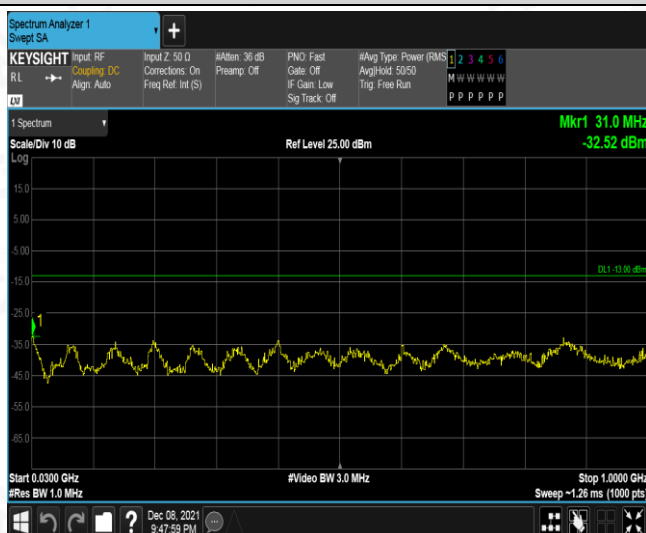 Spectrum Analyzer 1
Swept SA
+
KEYSIGHT
RL
LXI
Input: RF
Coupling: DC
Align: Auto
Input Z: 50 Ω
Corrections: On
Freq Ref: Int (S)
#Atten: 36 dB
Preamp: Off
PNO: Fast
Gate: Off
IF Gain: Low
Sig Track: Off
#Avg Type: Power (RMS
Avg|Hold: 50/50
Trig: Free Run
1 2 3 4 5 6
M W W W W W
P P P P P P
1 Spectrum
Mkr1 31.0 MHz
-32.52 dBm
Scale/Div 10 dB
Ref Level 25.00 dBm
Log
15.0
5.00
-5.00
DL1 -13.00 dBm
-15.0
-25.0
1
-35.0
-45.0
-55.0
-65.0
Start 0.0300 GHz
#Video BW 3.0 MHz
Stop 1.0000 GHz
#Res BW 1.0 MHz
Sweep ~1.26 ms (1000 pts)
?
Dec 08, 2021
9:47:59 PM